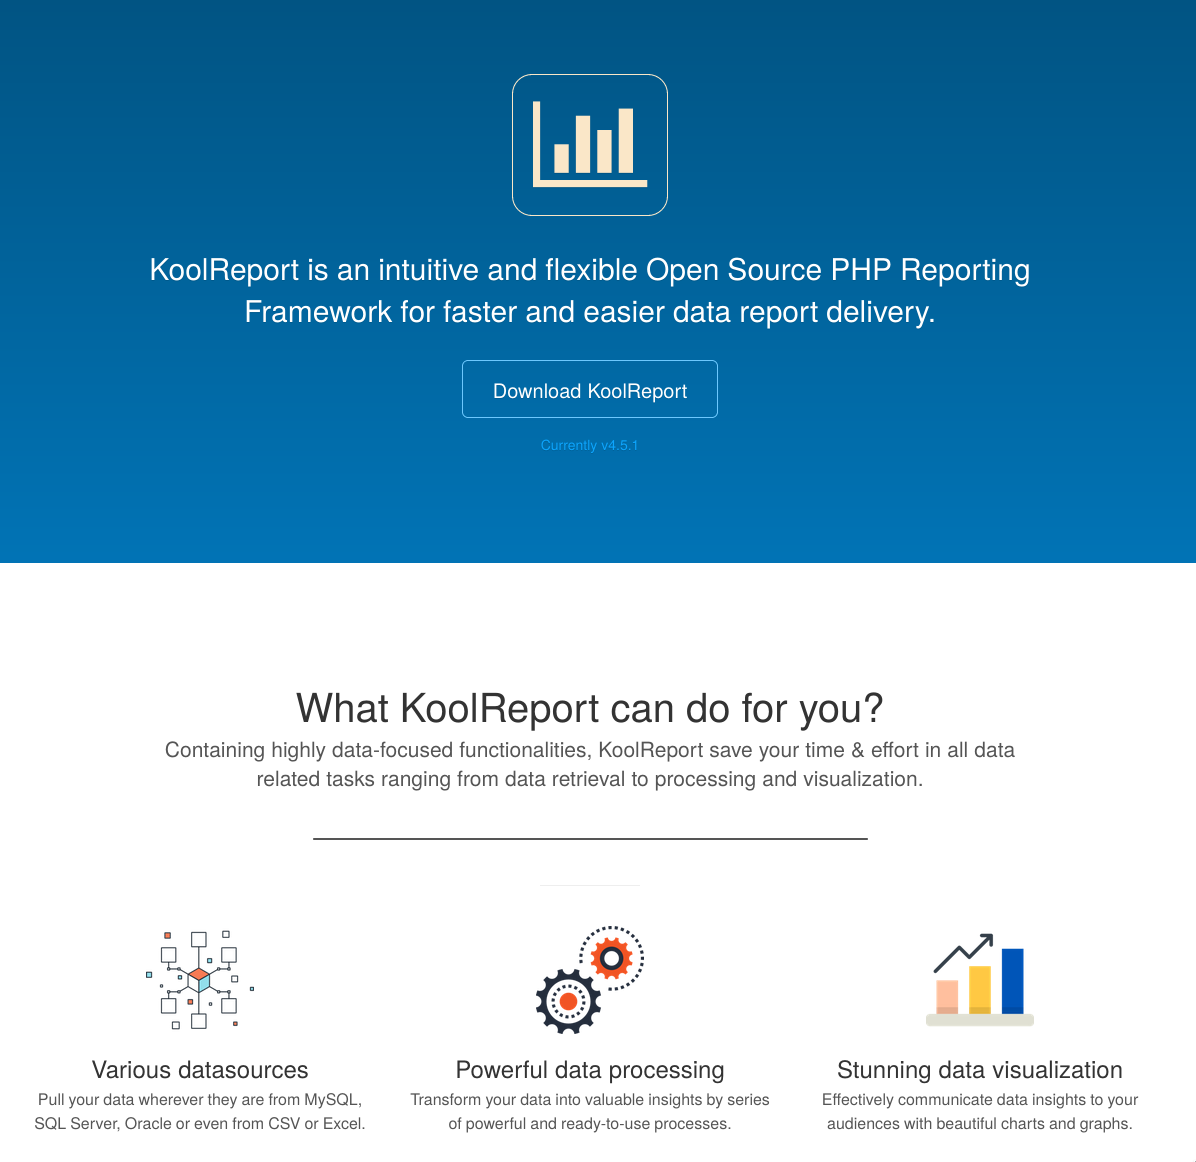 KoolReport is an intuitive and flexible Open Source PHP Reporting
Framework for faster and easier data report delivery.
Download KoolReport
Currently v4.5.1
What KoolReport can do for you?
Containing highly data-focused functionalities, KoolReport save your time & effort in all data
related tasks ranging from data retrieval to processing and visualization.
Various datasources
Pull your data wherever they are from MySQL,
SQL Server, Oracle or even from CSV or Excel.
Powerful data processing
Transform your data into valuable insights by series
of powerful and ready-to-use processes.
Stunning data visualization
Effectively communicate data insights to your
audiences with beautiful charts and graphs.